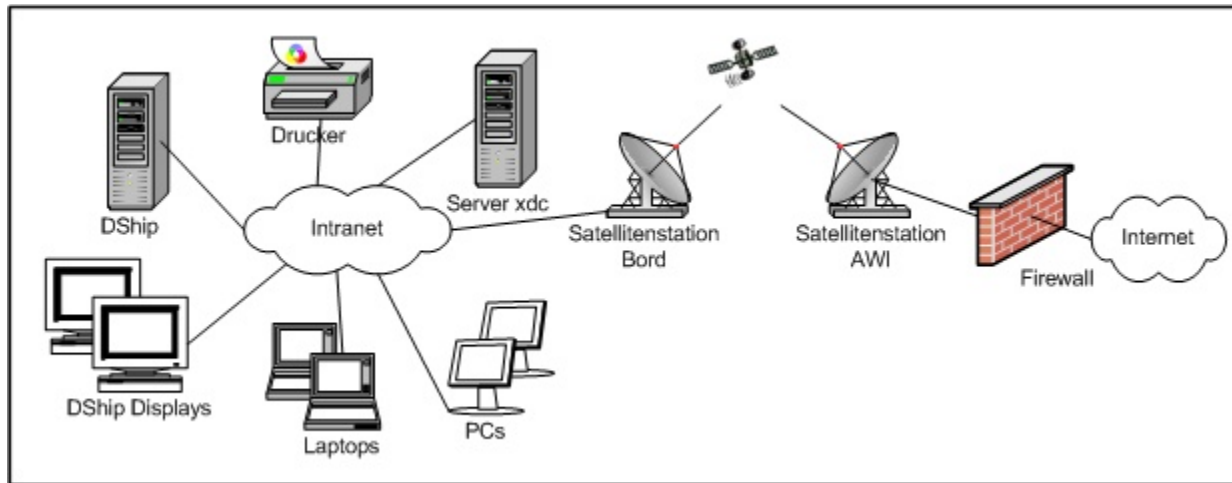 Drucker
DShip
Server xdc
Intranet
Satellitenstation
Bord
Satellitenstation
AWI
Firewall
Internet
DShip Displays
Laptops
PCs